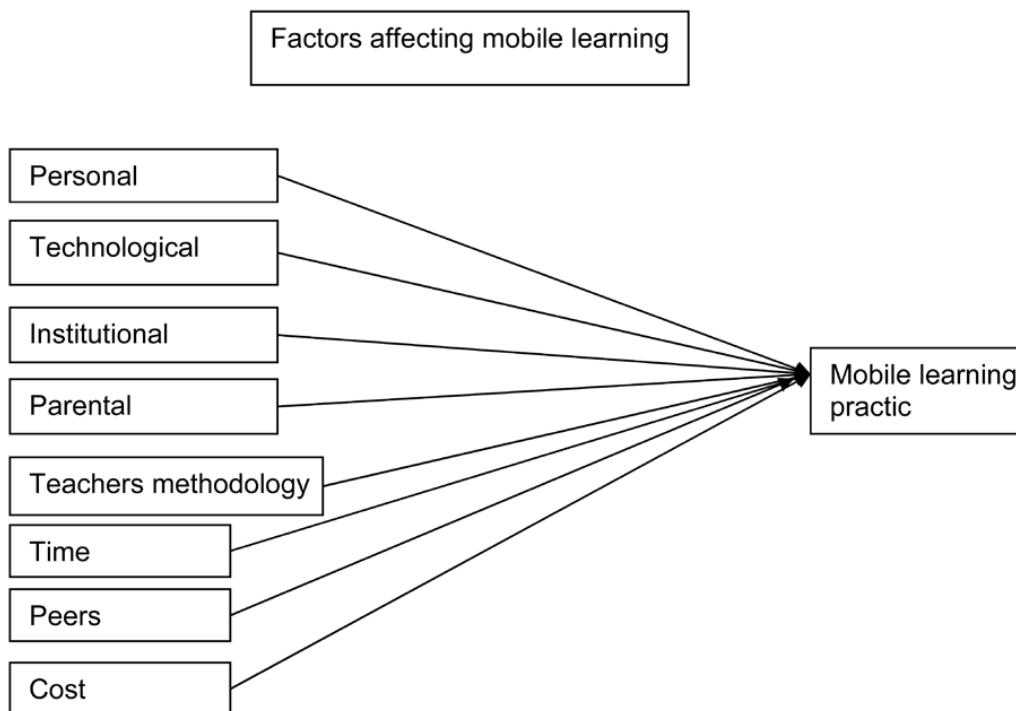 Factors affecting mobile learning
Personal
Technological
Institutional
Parental
Teachers methodology
Time
Peers
Cost
Mobile learning
practic